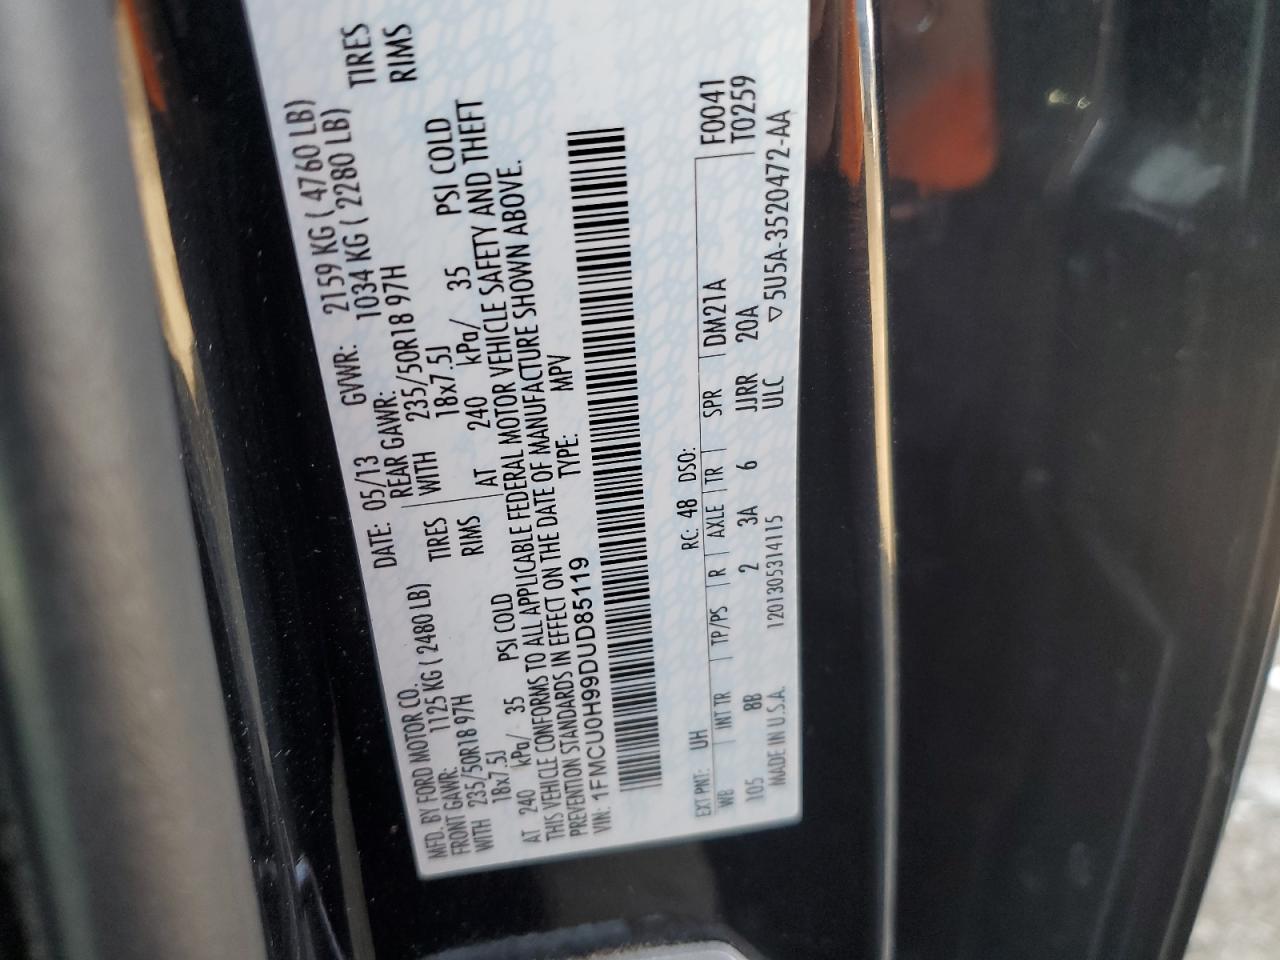 MFD. BY FORD MOTOR CO.
DATE: 05/13 GVWR: 2159 KG ( 4760 LB)
FRONT GAWR: 1125 KG ( 2480 LB) REAR GAWR: 1034 KG ( 2280 LB)
WITH 235/50R18 97H TIRES WITH 235/50R18 97H TIRES
18x7.5J RIMS 18x7.5J RIMS
AT 240 kPa/ 35 PSI COLD AT 240 kPa/ 35 PSI COLD
THIS VEHICLE CONFORMS TO ALL APPLICABLE FEDERAL MOTOR VEHICLE SAFETY AND THEFT
PREVENTION STANDARDS IN EFFECT ON THE DATE OF MANUFACTURE SHOWN ABOVE.
VIN: 1FMCU0H99DUD85119 TYPE: MPV
EXT PNT: UH RC: 48 DSO: F0041
WB INT TR TP/PS R AXLE TR SPR DM21A T0259
105 8B 2 3A 6 JJRR 20A
MADE IN U.S.A. 1201305314115 ULC ▽5U5A-3520472-AA